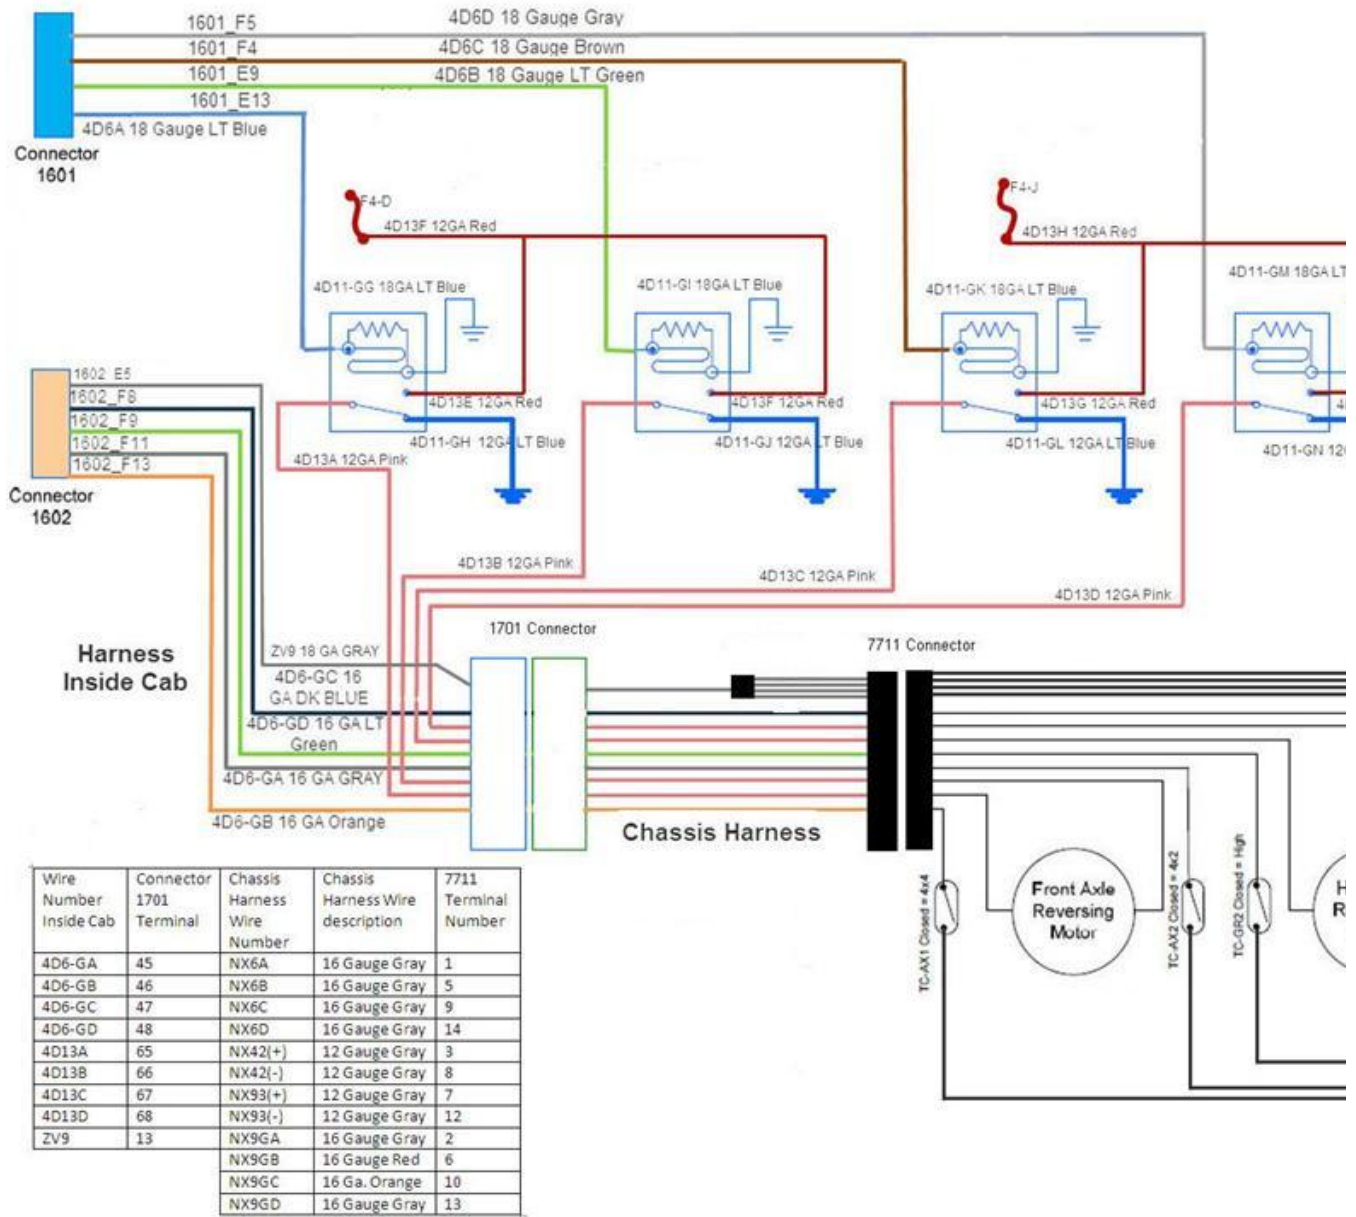 1601_F5
4D6D 18 Gauge Gray
1601_F4
4D6C 18 Gauge Brown
1601_E9
4D6B 18 Gauge LT Green
1601_E13
4D6A 18 Gauge LT Blue
Connector
1601
F4-D
F4-J
4D13F 12GA Red
4D13H 12GA Red
4D11-GG 18GA LT Blue
4D11-GI 18GA LT Blue
4D11-GK 18GA LT Blue
4D11-GM 18GA LT
1602_E5
1602_F8
1602_F9
1602_F11
1602_F13
Connector
1602
4D13E 12GA Red
4D13F 12GA Red
4D13G 12GA Red
4D11-GH 12GA LT Blue
4D11-GJ 12GA LT Blue
4D11-GL 12GA LT Blue
4D11-GN 12G
4D13A 12GA Pink
4D13B 12GA Pink
4D13C 12GA Pink
4D13D 12GA Pink
1701 Connector
7711 Connector
Harness
Inside Cab
ZV9 18 GA GRAY
4D6-GC 16
GA DK BLUE
4D6-GD 16 GA LT
Green
4D6-GA 16 GA GRAY
4D6-GB 16 GA Orange
Chassis Harness
TC-AX1 Closed = 4x4
Front Axle
Reversing
Motor
TC-AX2 Closed = 4x2
TC-GR2 Closed = High
H
R
Wire Number Inside Cab | Connector 1701 Terminal | Chassis Harness Wire Number | Chassis Harness Wire description | 7711 Terminal Number
4D6-GA 45 NX6A 16 Gauge Gray 1
4D6-GB 46 NX6B 16 Gauge Gray 5
4D6-GC 47 NX6C 16 Gauge Gray 9
4D6-GD 48 NX6D 16 Gauge Gray 14
4D13A 65 NX42(+) 12 Gauge Gray 3
4D13B 66 NX42(-) 12 Gauge Gray 8
4D13C 67 NX93(+) 12 Gauge Gray 7
4D13D 68 NX93(-) 12 Gauge Gray 12
ZV9 13 NX9GA 16 Gauge Gray 2
NX9GB 16 Gauge Red 6
NX9GC 16 Ga. Orange 10
NX9GD 16 Gauge Gray 13